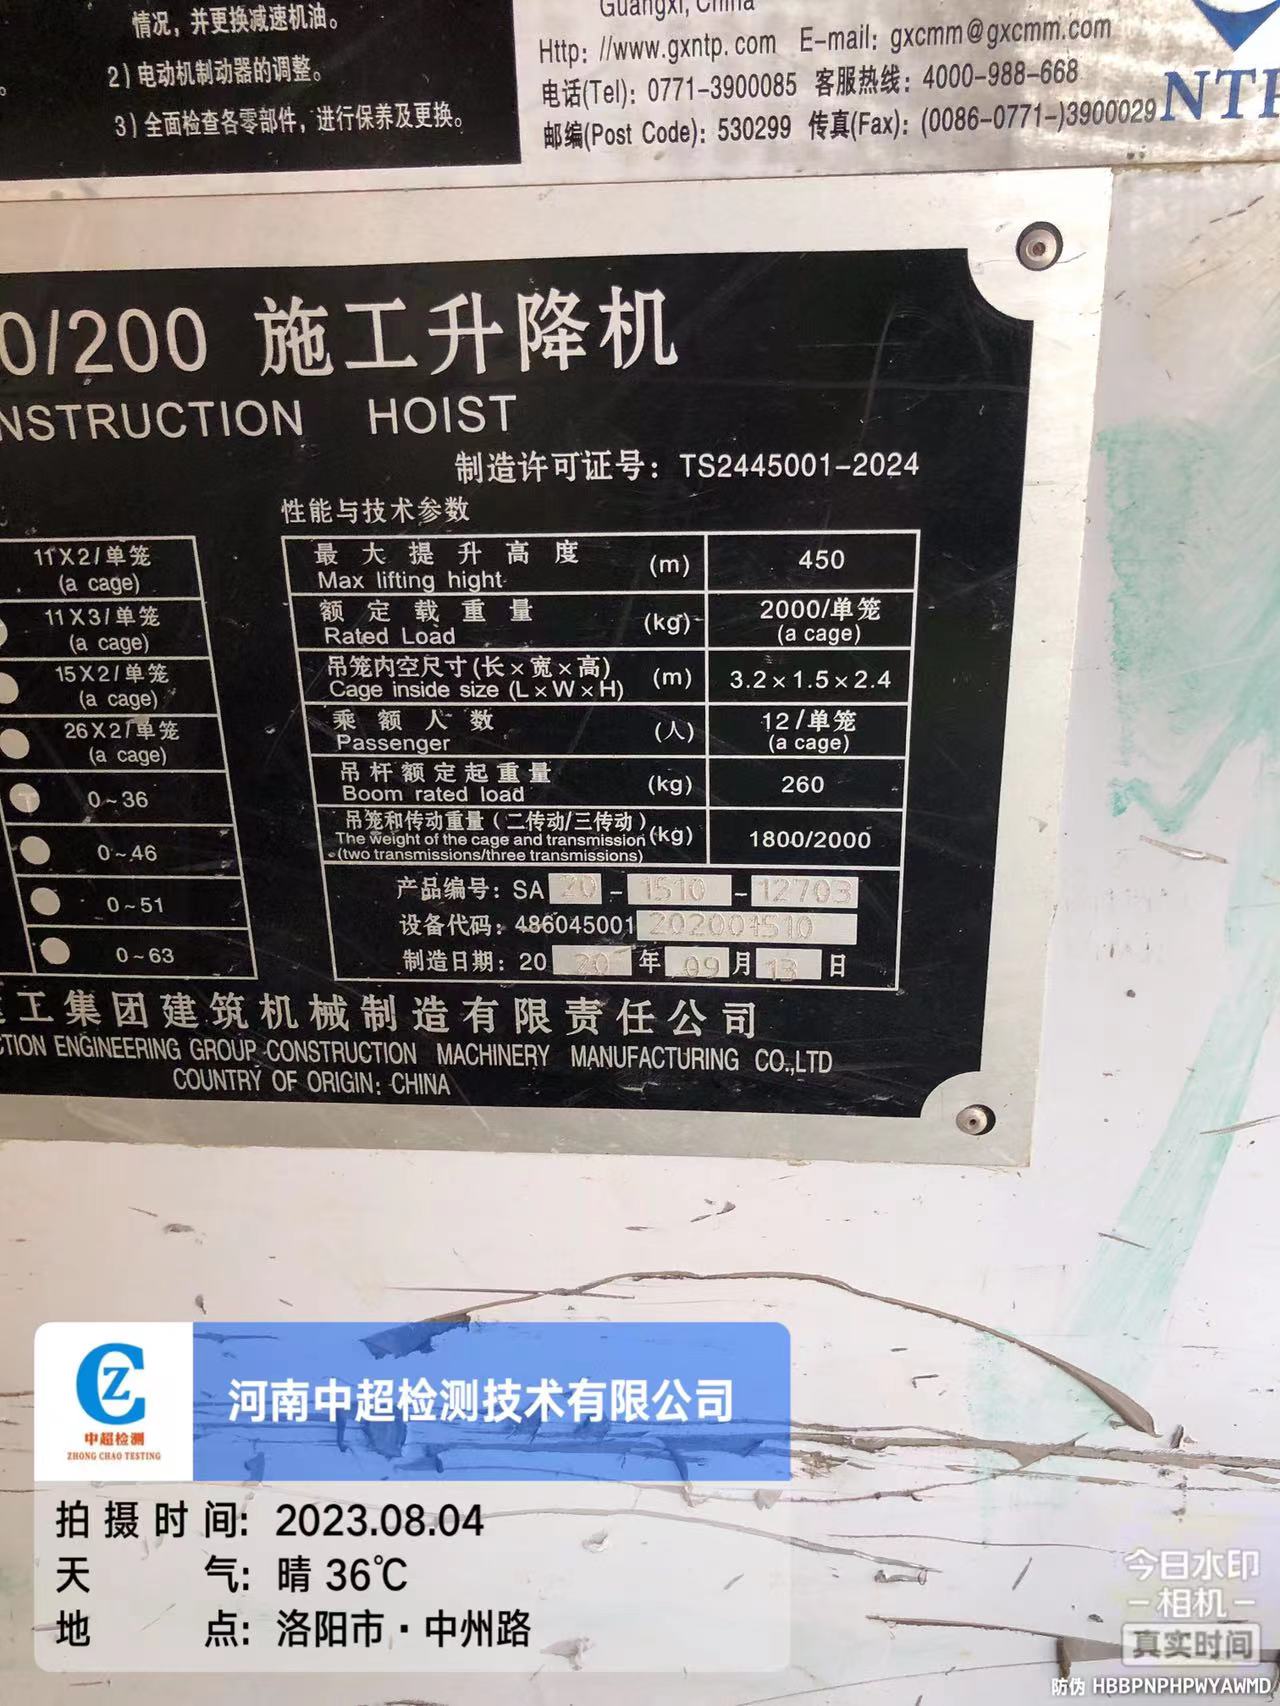 情况，并更换减速机油。
2）电动机制动器的调整。
3）全面检查各零部件，进行保养及更换。
Guangxi, China
Http: //www.gxntp.com E-mail: gxcmm@gxcmm.com
电话(Tel): 0771-3900085 客服热线: 4000-988-668
邮编(Post Code): 530299 传真(Fax): (0086-0771-)3900029
0/200 施工升降机
NSTRUCTION HOIST
制造许可证号: TS2445001-2024
性能与技术参数
11X2/单笼
(a cage)
11X3/单笼
(a cage)
15X2/单笼
(a cage)
26X2/单笼
(a cage)
0~36
0~46
0~51
0~63
最大提升高度 (m) 450
Max lifting hight
额定载重量 (kg) 2000/单笼
Rated Load (a cage)
吊笼内空尺寸(长×宽×高) (m) 3.2×1.5×2.4
Cage inside size (L×W×H)
乘额人数 (人) 12/单笼
Passenger (a cage)
吊杆额定起重量 (kg) 260
Boom rated load
吊笼和传动重量(二传动/三传动) (kg) 1800/2000
The weight of the cage and transmission
(two transmissions/three transmissions)
产品编号: SA 20-1510-12703
设备代码: 486045001
制造日期: 20 20 年 09 月 13 日
工集团建筑机械制造有限责任公司
CTION ENGINEERING GROUP CONSTRUCTION MACHINERY MANUFACTURING CO.,LTD
COUNTRY OF ORIGIN: CHINA
中超检测
ZHONG CHAO TESTING
河南中超检测技术有限公司
拍摄时间: 2023.08.04
天气: 晴 36℃
地点: 洛阳市·中州路
今日水印
相机
真实时间
防伪 HBBPNPHPWYAWMD